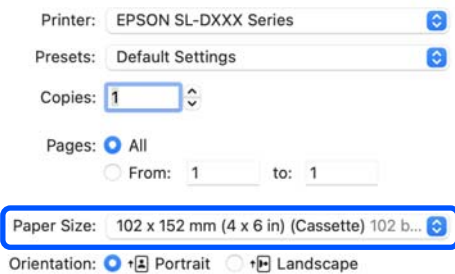 Printer: EPSON SL-DXXX Series
Presets: Default Settings
Copies: 1
Pages: All
From: 1 to: 1
Paper Size: 102 x 152 mm (4 x 6 in) (Cassette) 102 b...
Orientation: Portrait Landscape